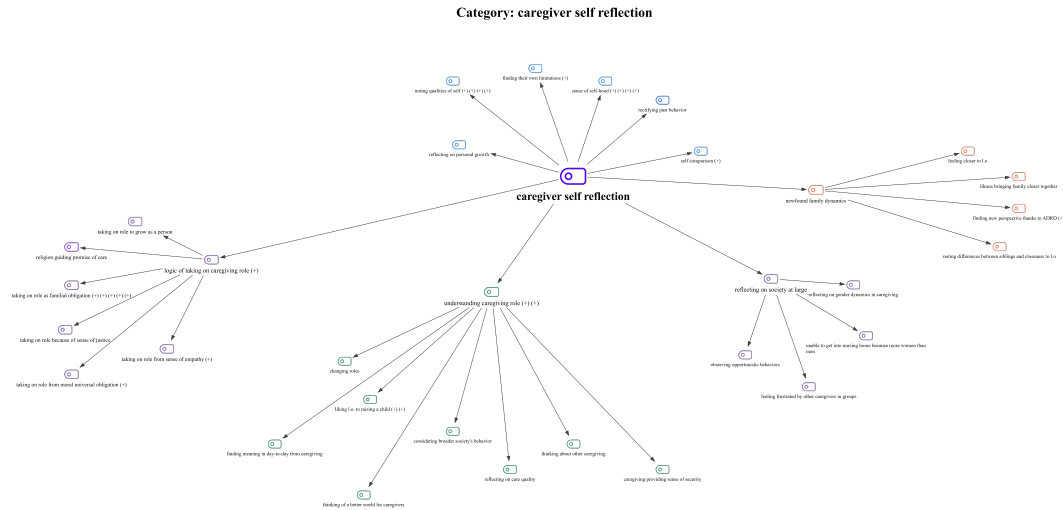 Category: caregiver self reflection
finding their own limitations (+)
noting qualities of self (+) (+) (+) (+)
sense of self-hood (+) (+) (+) (+)
rectifying past behavior
reflecting on personal growth
self comparison (+)
feeling closer to l.o
caregiver self reflection
newfound family dynamics
illness bringing family closer together
finding new perspective thanks to ADRD (+
noting differences between siblings and closeness to l.o
taking on role to grow as a person
religion guiding promise of care
logic of taking on caregiving role (+)
taking on role as familial obligation (+) (+) (+) (+) (+)
taking on role because of sense of justice
taking on role from sense of empathy (+)
taking on role from moral universal obligation (+)
understanding caregiving role (+) (+)
reflecting on society at large
reflecting on gender dynamics in caregiving
unable to get into nursing home because more women than
men
observing opportunistic behaviors
feeling frustrated by other caregivers in groups
changing roles
liking l.o. to raising a child (+) (+)
considering broader society's behavior
finding meaning in day-to-day from caregiving
thinking about other caregiving
reflecting on care quality
caregiving providing sense of security
thinking of a better world for caregivers